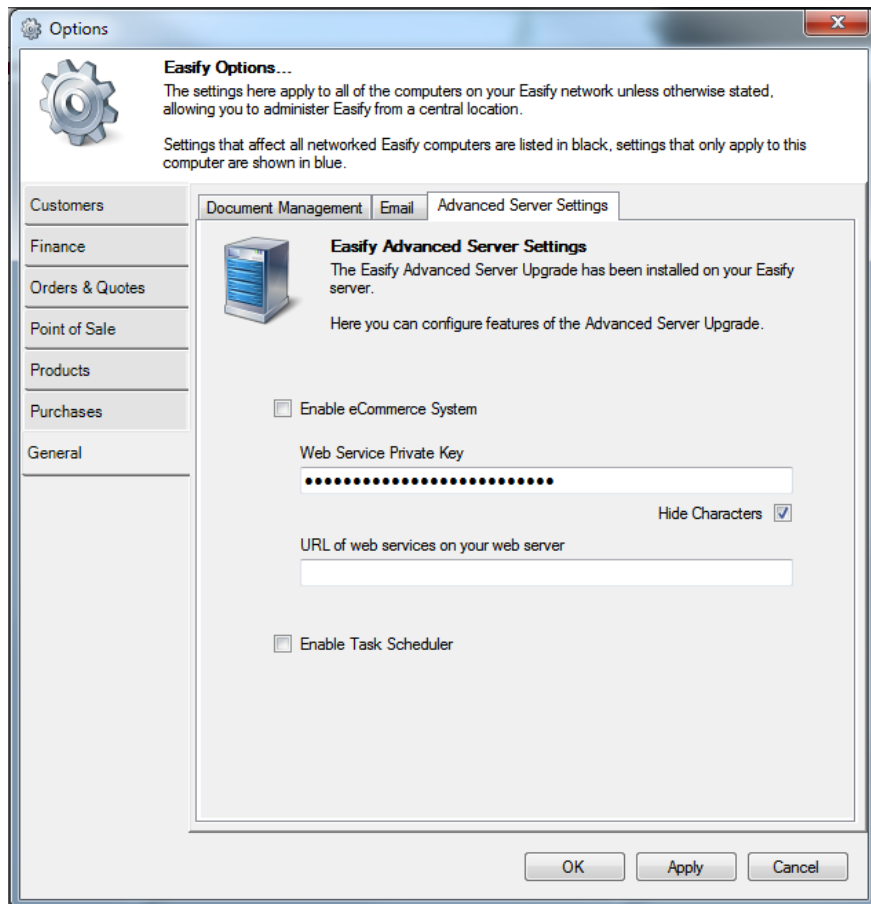 Options
Easify Options...
The settings here apply to all of the computers on your Easify network unless otherwise stated,
allowing you to administer Easify from a central location.
Settings that affect all networked Easify computers are listed in black, settings that only apply to this
computer are shown in blue.
Customers
Finance
Orders & Quotes
Point of Sale
Products
Purchases
General
Document Management Email Advanced Server Settings
Easify Advanced Server Settings
The Easify Advanced Server Upgrade has been installed on your Easify
server.
Here you can configure features of the Advanced Server Upgrade.
Enable eCommerce System
Web Service Private Key
Hide Characters
URL of web services on your web server
Enable Task Scheduler
OK Apply Cancel